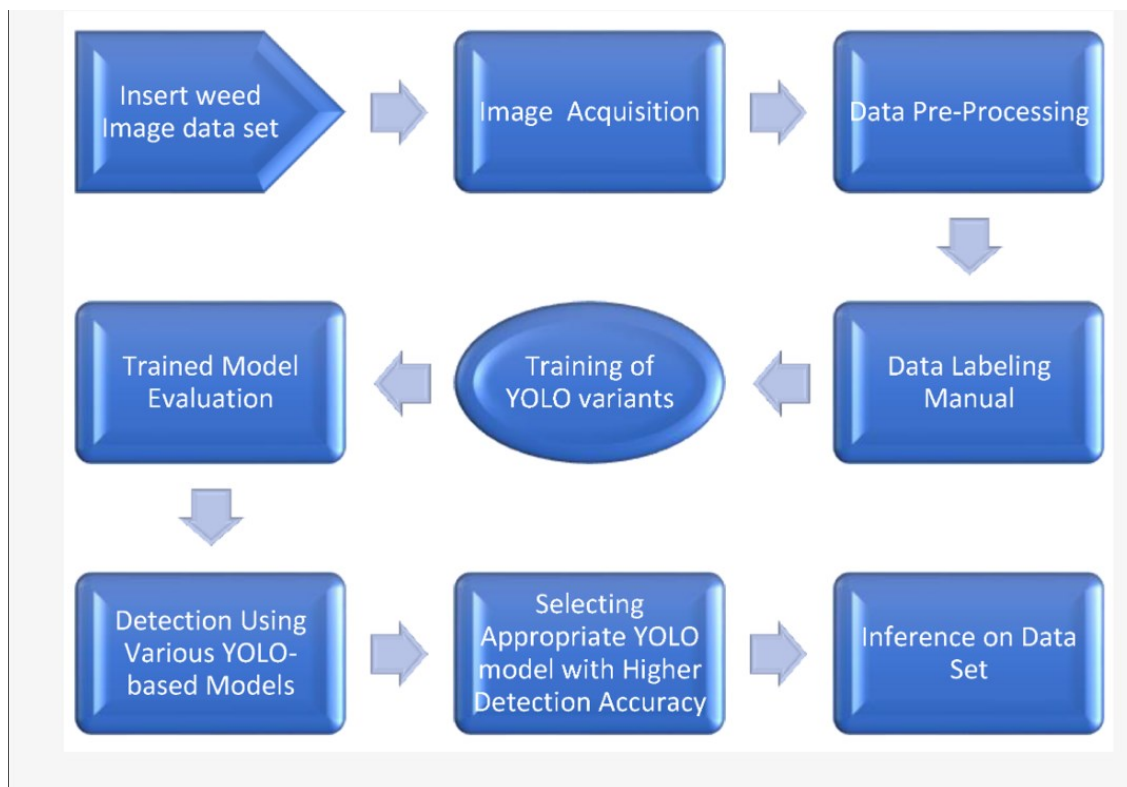 Insert weed
Image data set
Image Acquisition
Data Pre-Processing
Data Labeling
Manual
Training of
YOLO variants
Trained Model
Evaluation
Detection Using
Various YOLO-
based Models
Selecting
Appropriate YOLO
model with Higher
Detection Accuracy
Inference on Data
Set